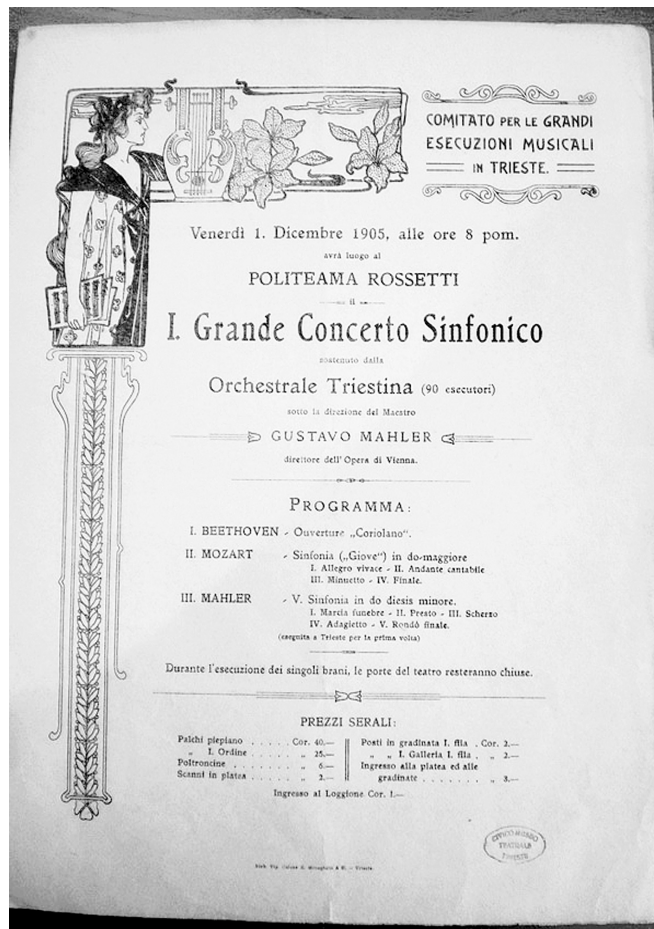 COMITATO PER LE GRANDI
ESECUZIONI MUSICALI
IN TRIESTE.
Venerdì 1. Dicembre 1905, alle ore 8 pom.
avrà luogo al
POLITEAMA ROSSETTI
il
I. Grande Concerto Sinfonico
sostenuto dalla
Orchestrale Triestina (90 esecutori)
sotto la direzione del Maestro
GUSTAVO MAHLER
direttore dell'Opera di Vienna.
PROGRAMMA:
I. BEETHOVEN - Ouverture „Coriolano“.
II. MOZART - Sinfonia („Giove“) in do-maggiore
I. Allegro vivace - II. Andante cantabile
III. Minuetto - IV. Finale.
III. MAHLER - V. Sinfonia in do diesis minore.
I. Marcia funebre - II. Presto - III. Scherzo
IV. Adagietto - V. Rondò finale.
(eseguita a Trieste per la prima volta)
Durante l'esecuzione dei singoli brani, le porte del teatro resteranno chiuse.
PREZZI SERALI:
Palchi piepiano . . . . . Cor. 40.—
„ I. Ordine . . . . . „ 25.—
Poltroncine . . . . . . „ 6.—
Scanni in platea . . . . . „ 2.—
Posti in gradinata I. fila . Cor. 2.—
„ „ I. Galleria I. fila . „ 2.—
Ingresso alla platea ed alle
gradinate . . . . . . . „ 3.—
Ingresso al Loggione Cor. 1.—
CIVICO MUSEO
TEATRALE
TRIESTE